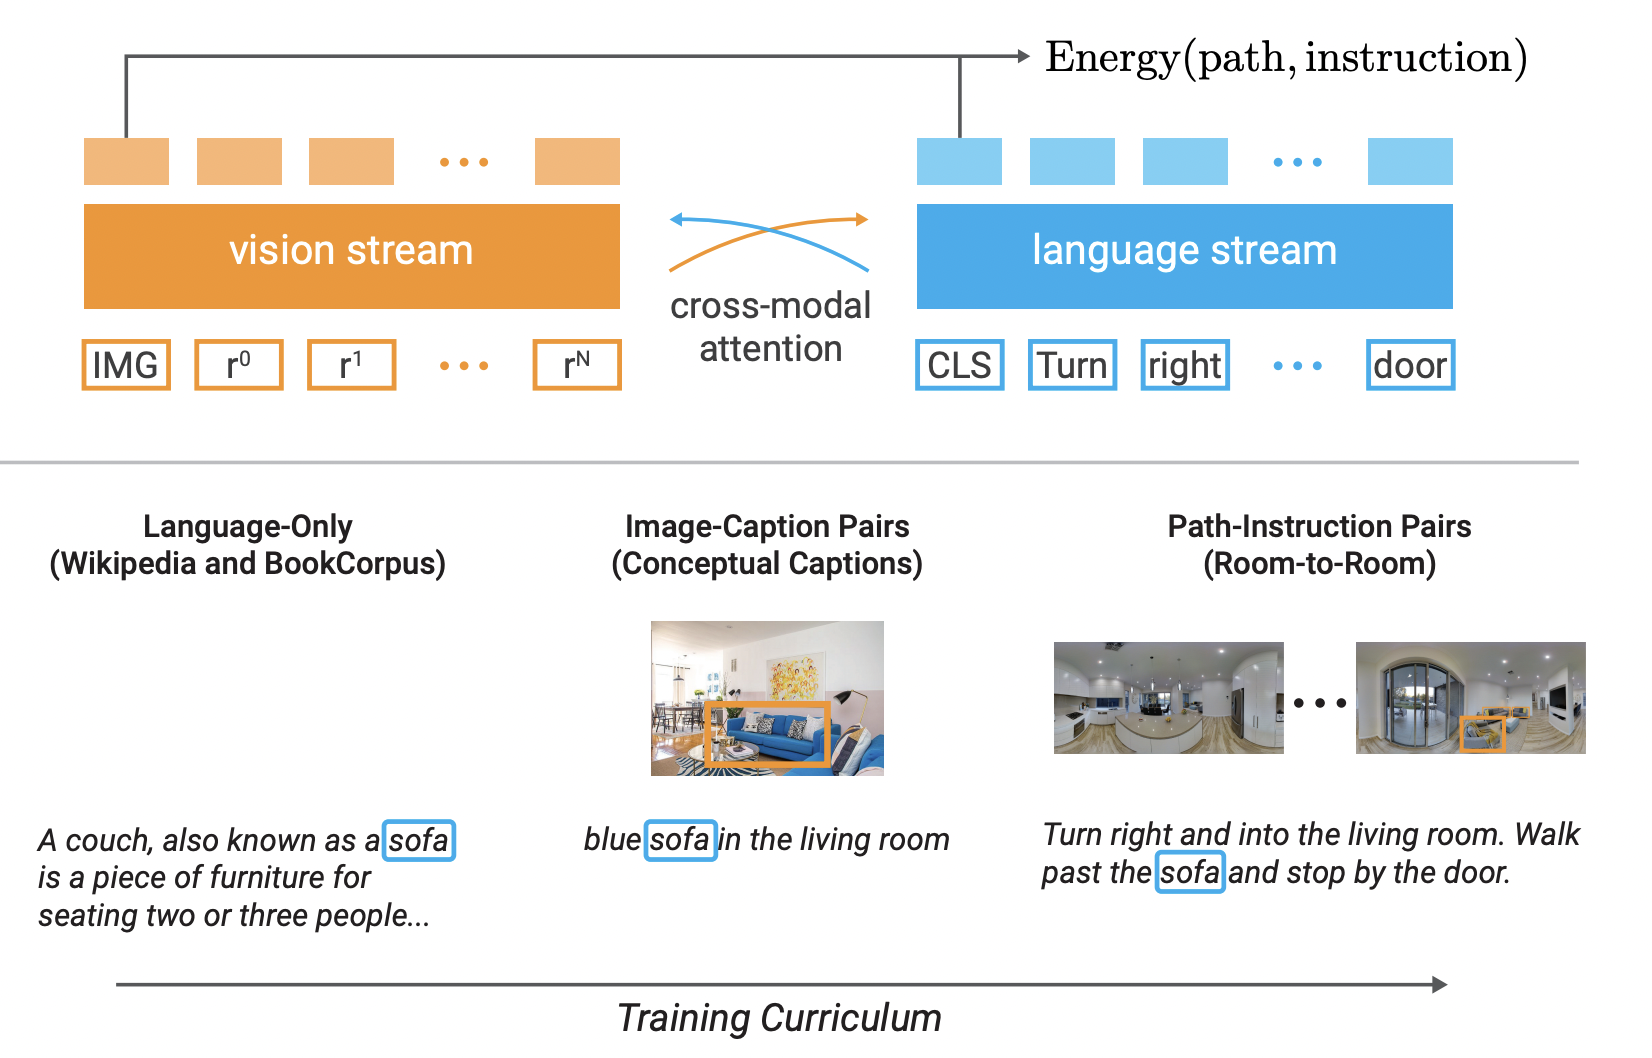 Energy(path, instruction)
vision stream
language stream
cross-modal
attention
IMG r⁰ r¹ ••• rᴺ
CLS Turn right ••• door
Language-Only
(Wikipedia and BookCorpus)
Image-Caption Pairs
(Conceptual Captions)
Path-Instruction Pairs
(Room-to-Room)
A couch, also known as a sofa
is a piece of furniture for
seating two or three people...
blue sofa in the living room
Turn right and into the living room. Walk
past the sofa and stop by the door.
Training Curriculum